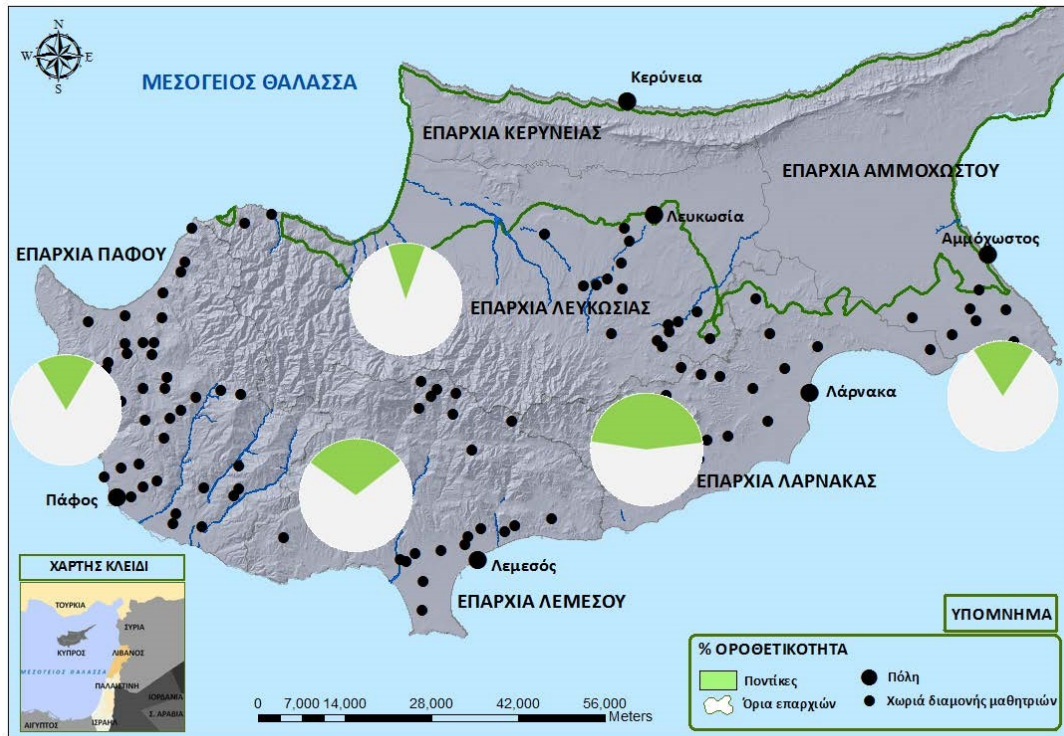 N
W E
S
ΜΕΣΟΓΕΙΟΣ ΘΑΛΑΣΣΑ
Κερύνεια
ΕΠΑΡΧΙΑ ΚΕΡΥΝΕΙΑΣ
ΕΠΑΡΧΙΑ ΑΜΜΟΧΩΣΤΟΥ
Λευκωσία
ΕΠΑΡΧΙΑ ΠΑΦΟΥ
Αμμόχωστος
ΕΠΑΡΧΙΑ ΛΕΥΚΩΣΙΑΣ
Λάρνακα
ΕΠΑΡΧΙΑ ΛΑΡΝΑΚΑΣ
Πάφος
Λεμεσός
ΕΠΑΡΧΙΑ ΛΕΜΕΣΟΥ
ΧΑΡΤΗΣ ΚΛΕΙΔΙ
ΤΟΥΡΚΙΑ
ΣΥΡΙΑ
ΚΥΠΡΟΣ
ΛΙΒΑΝΟΣ
ΜΕΣΟΓΕΙΟΣ ΘΑΛΑΣΣΑ
ΠΑΛΑΙΣΤΙΝΗ
ΙΟΡΔΑΝΙΑ
Σ. ΑΡΑΒΙΑ
ΑΙΓΥΠΤΟΣ
ΙΣΡΑΗΛ
0 7,000 14,000 28,000 42,000 56,000
Meters
ΥΠΟΜΝΗΜΑ
% ΟΡΟΘΕΤΙΚΟΤΗΤΑ
Ποντίκες
Πόλη
Όρια επαρχιών
Χωριά διαμονής μαθητριών